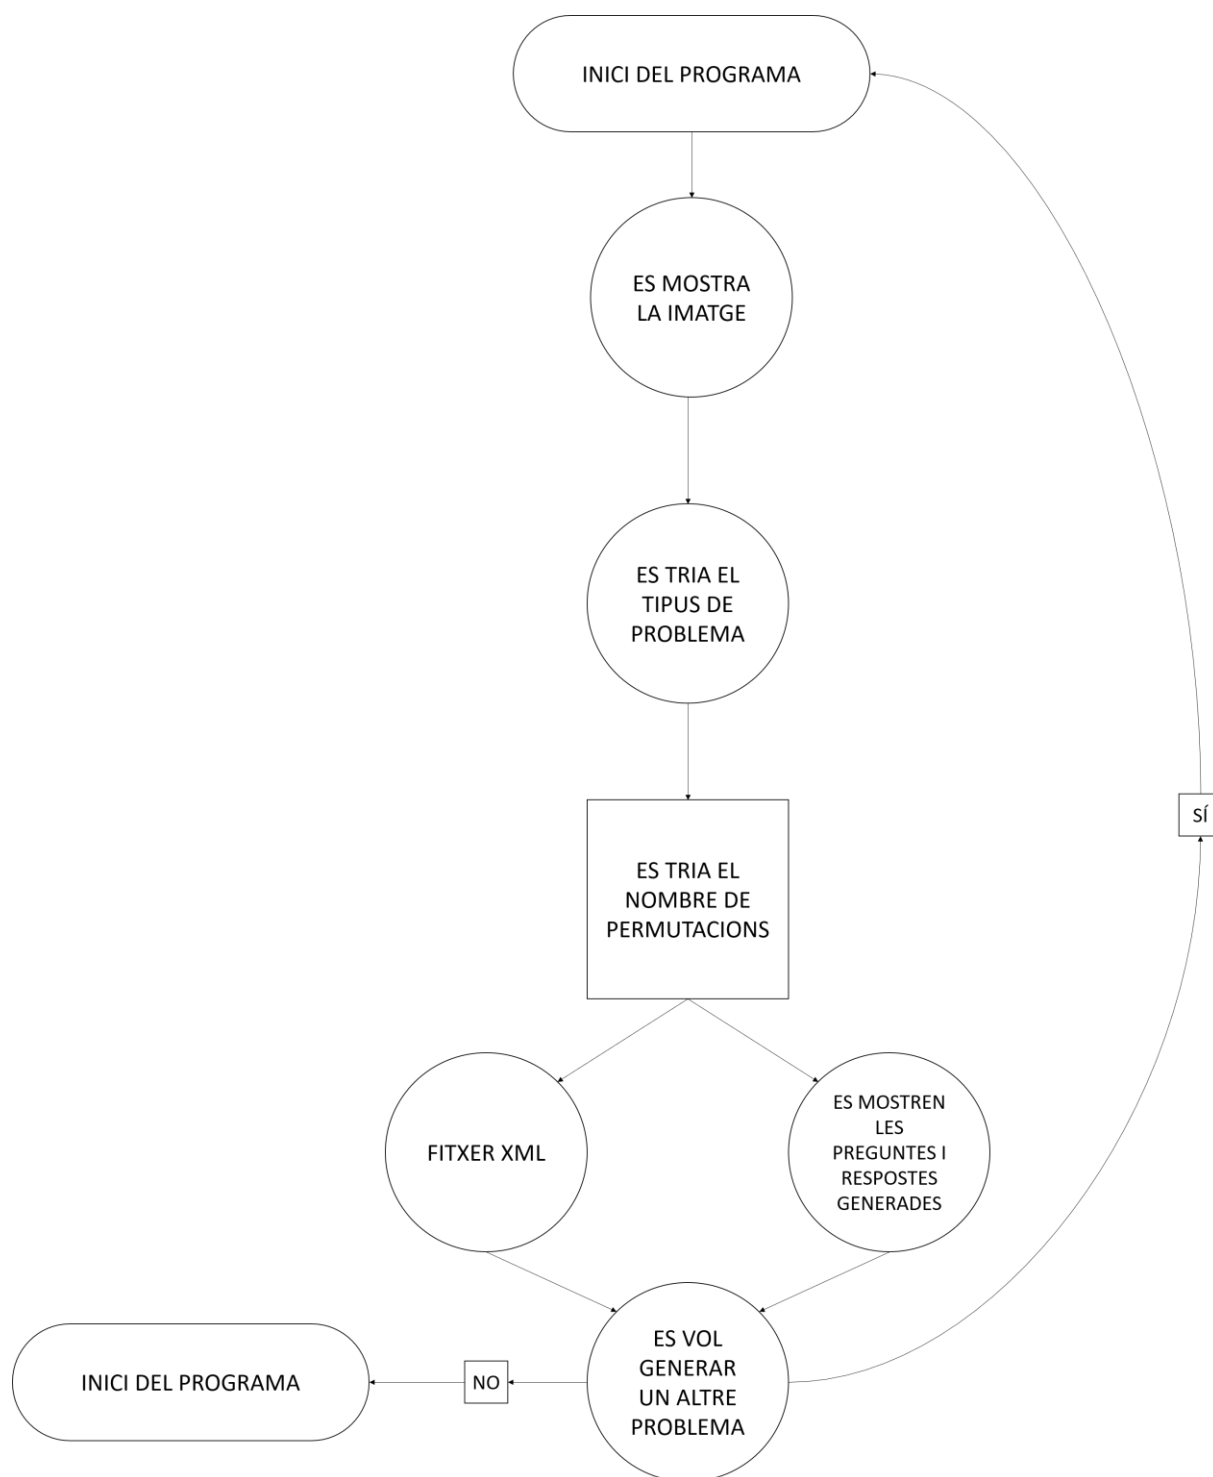 INICI DEL PROGRAMA
ES MOSTRA
LA IMATGE
ES TRIA EL
TIPUS DE
PROBLEMA
SÍ
ES TRIA EL
NOMBRE DE
PERMUTACIONS
FITXER XML
ES MOSTREN
LES
PREGUNTES I
RESPOSTES
GENERADES
ES VOL
GENERAR
UN ALTRE
PROBLEMA
NO
INICI DEL PROGRAMA